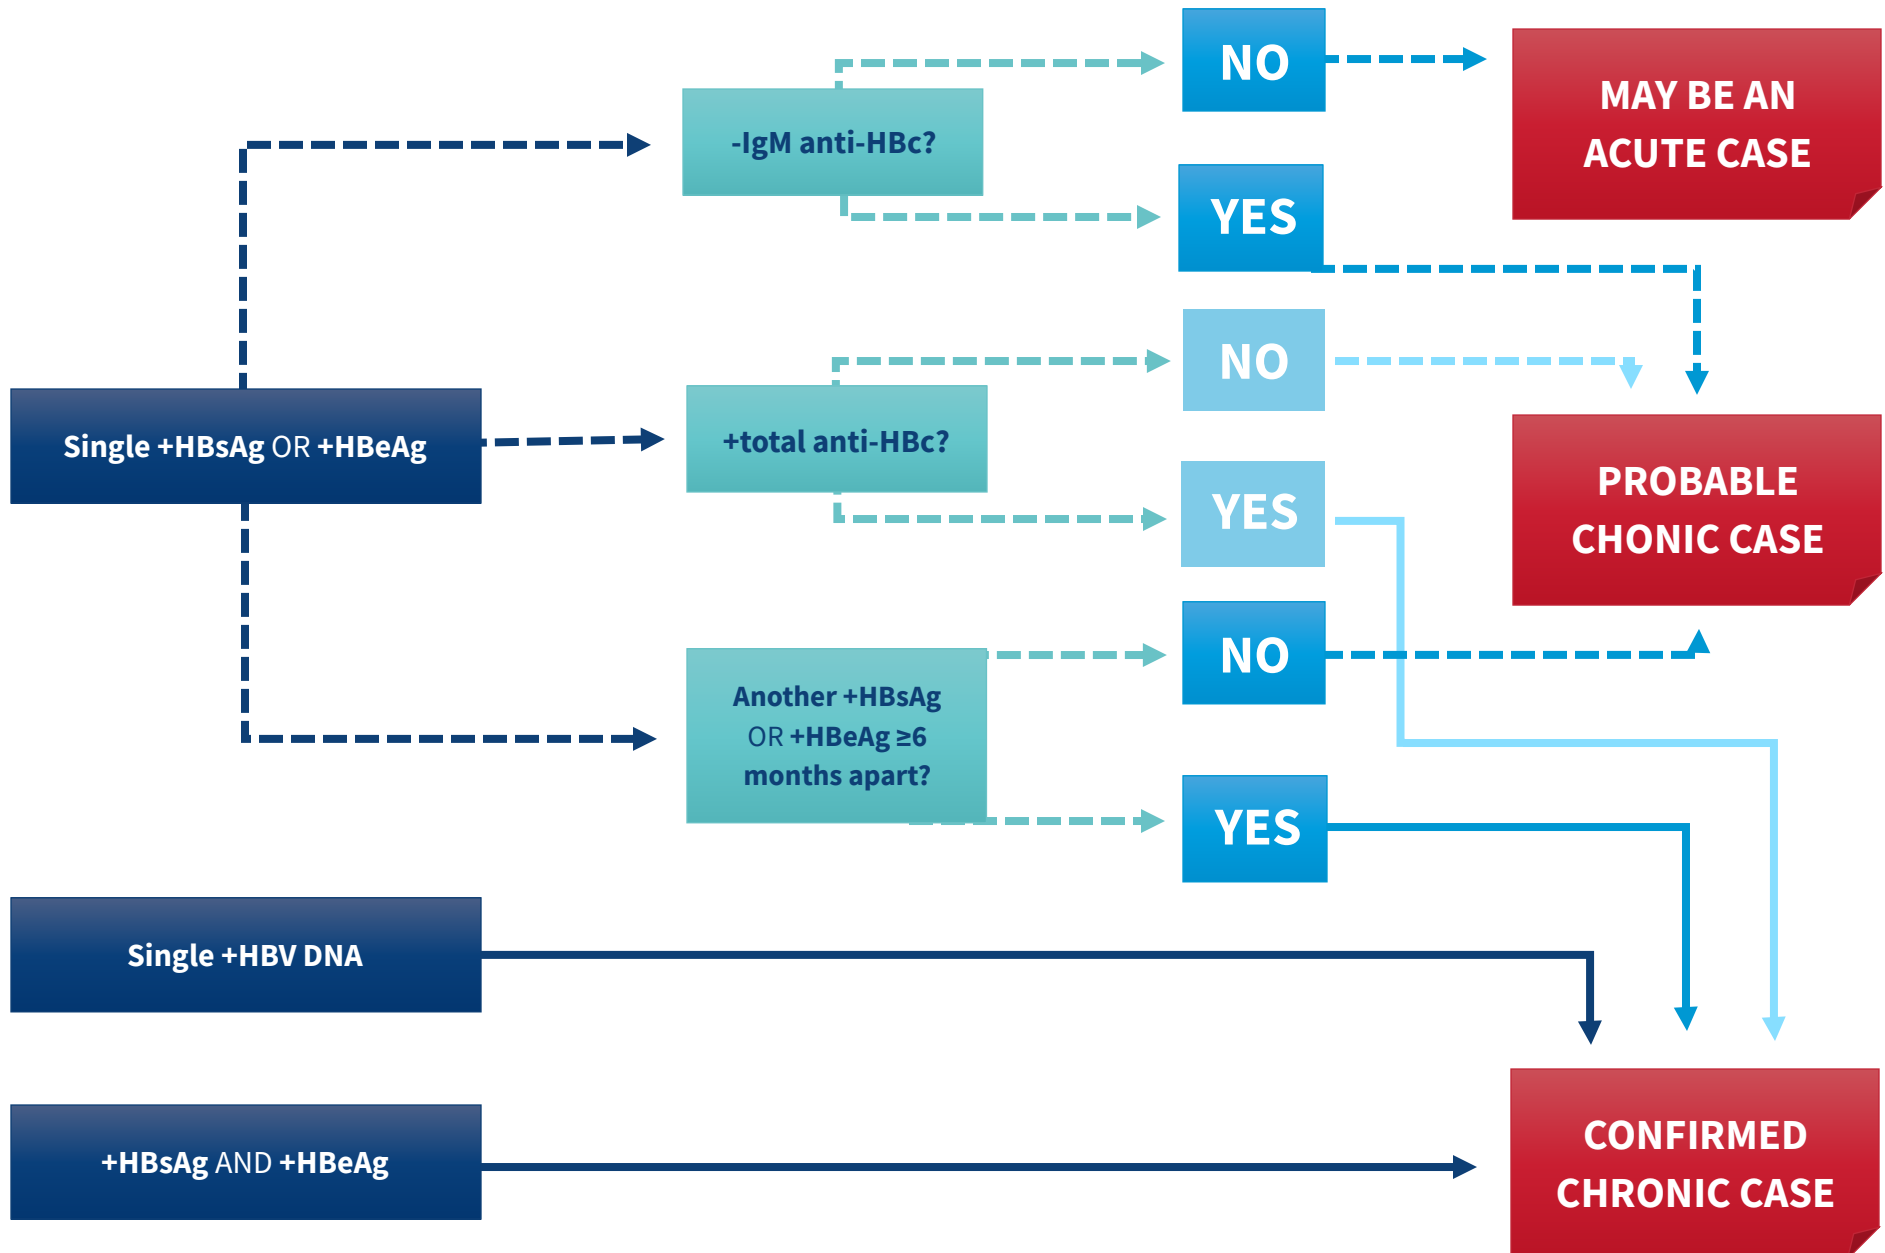 NO
MAY BE AN
ACUTE CASE
-IgM anti-HBc?
YES
NO
Single +HBsAg OR +HBeAg
+total anti-HBc?
PROBABLE
CHONIC CASE
YES
NO
Another +HBsAg
OR +HBeAg ≥6
months apart?
YES
Single +HBV DNA
+HBsAg AND +HBeAg
CONFIRMED
CHRONIC CASE